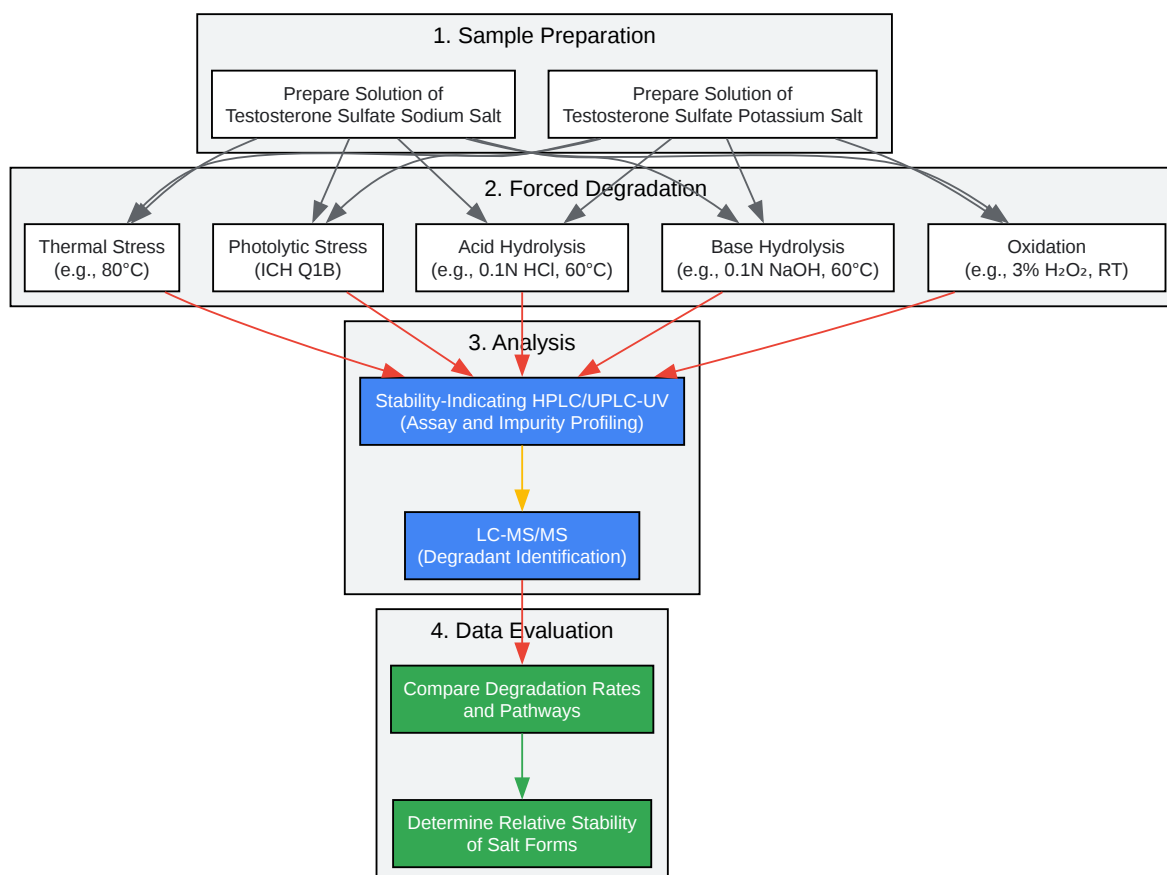 1. Sample Preparation
Prepare Solution of
Testosterone Sulfate Sodium Salt
Prepare Solution of
Testosterone Sulfate Potassium Salt
2. Forced Degradation
Thermal Stress
(e.g., 80°C)
Photolytic Stress
(ICH Q1B)
Acid Hydrolysis
(e.g., 0.1N HCl, 60°C)
Base Hydrolysis
(e.g., 0.1N NaOH, 60°C)
Oxidation
(e.g., 3% H₂O₂, RT)
3. Analysis
Stability-Indicating HPLC/UPLC-UV
(Assay and Impurity Profiling)
LC-MS/MS
(Degradant Identification)
4. Data Evaluation
Compare Degradation Rates
and Pathways
Determine Relative Stability
of Salt Forms